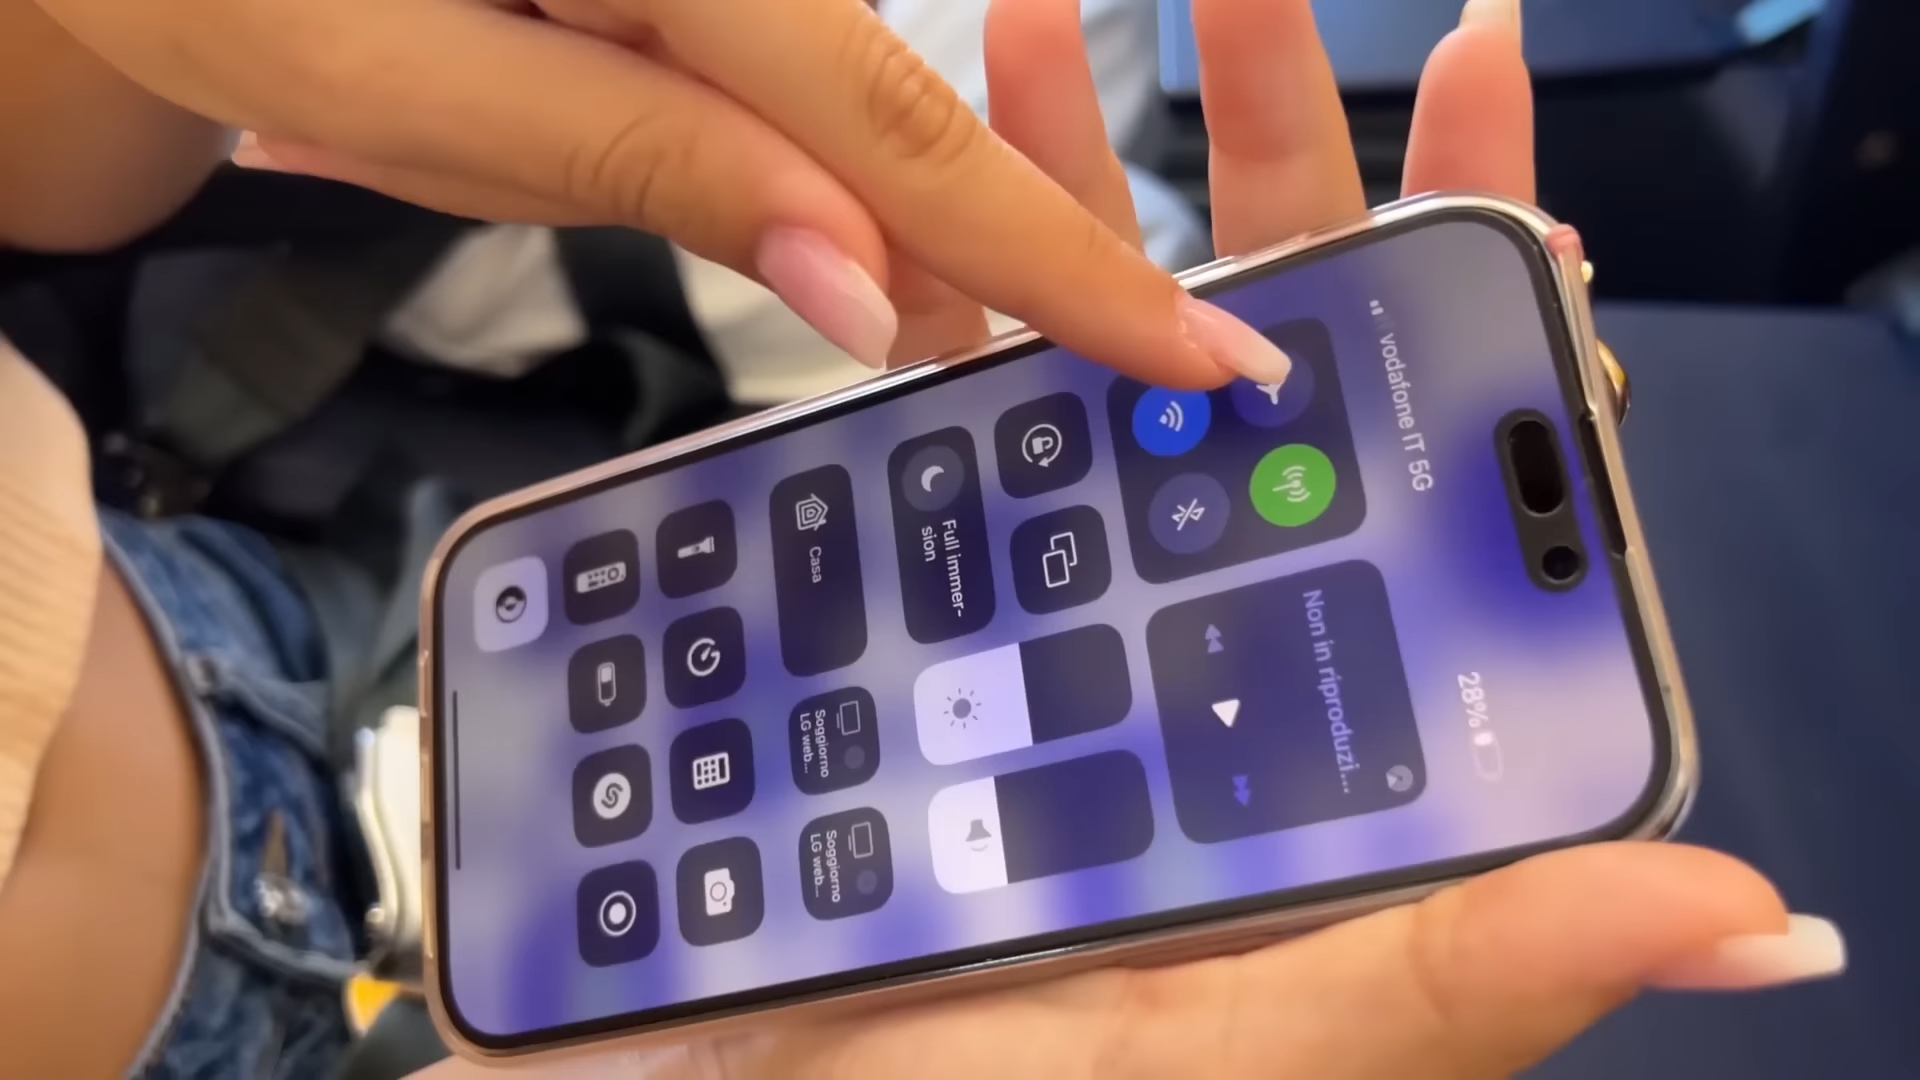 vodafone IT 5G
28%
Non in riproduzi...
Full immer-
sion
Casa
Soggiorno
LG web...
Soggiorno
LG web...